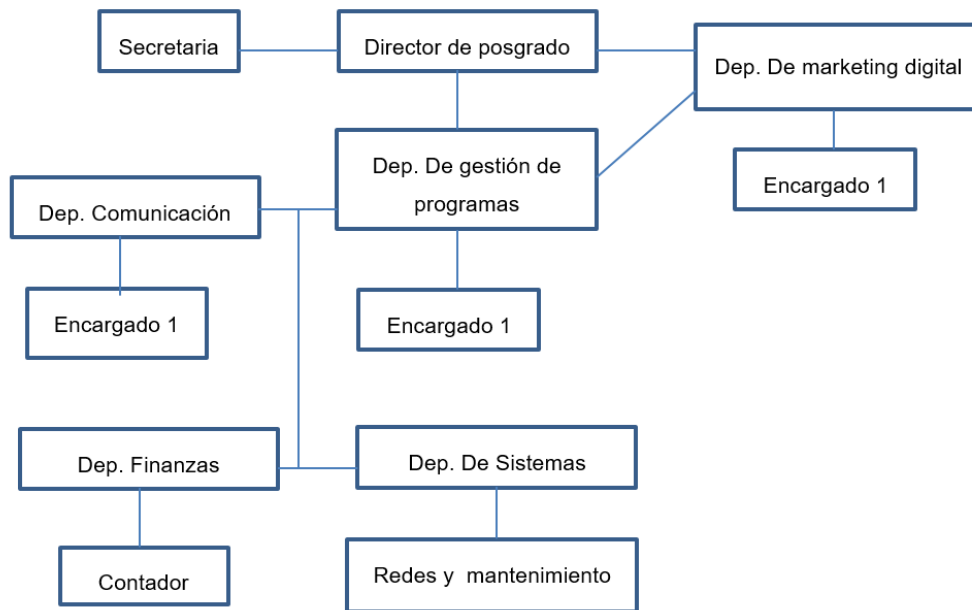 Secretaria
Director de posgrado
Dep. De marketing digital
Dep. De gestión de
programas
Encargado 1
Dep. Comunicación
Encargado 1
Encargado 1
Dep. Finanzas
Dep. De Sistemas
Contador
Redes y  mantenimiento